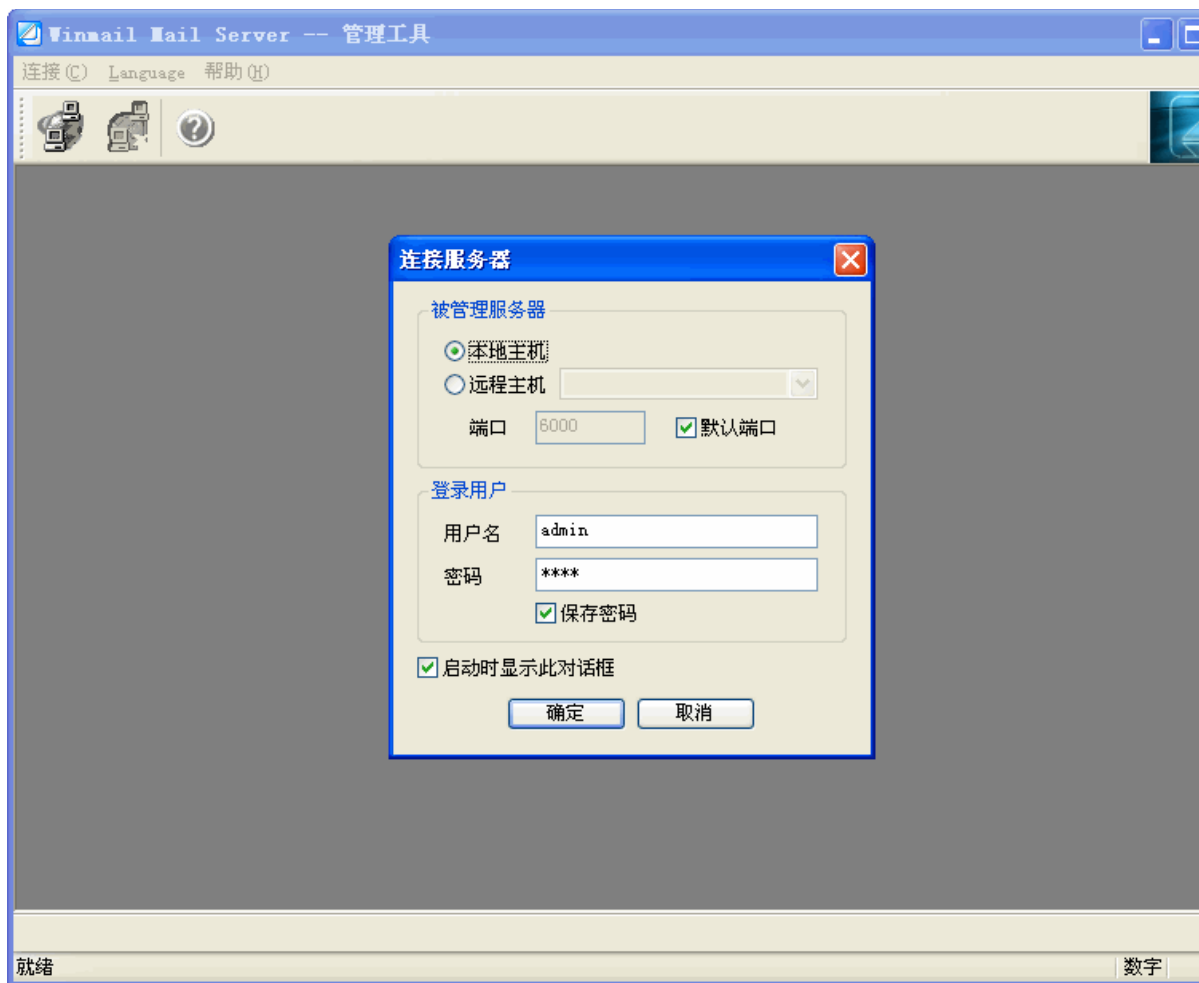 Winmail Mail Server -- 管理工具
连接(C) Language 帮助(H)
连接服务器
被管理服务器
本地主机
远程主机
端口 6000 默认端口
登录用户
用户名 admin
密码 ****
保存密码
启动时显示此对话框
确定 取消
就绪 数字